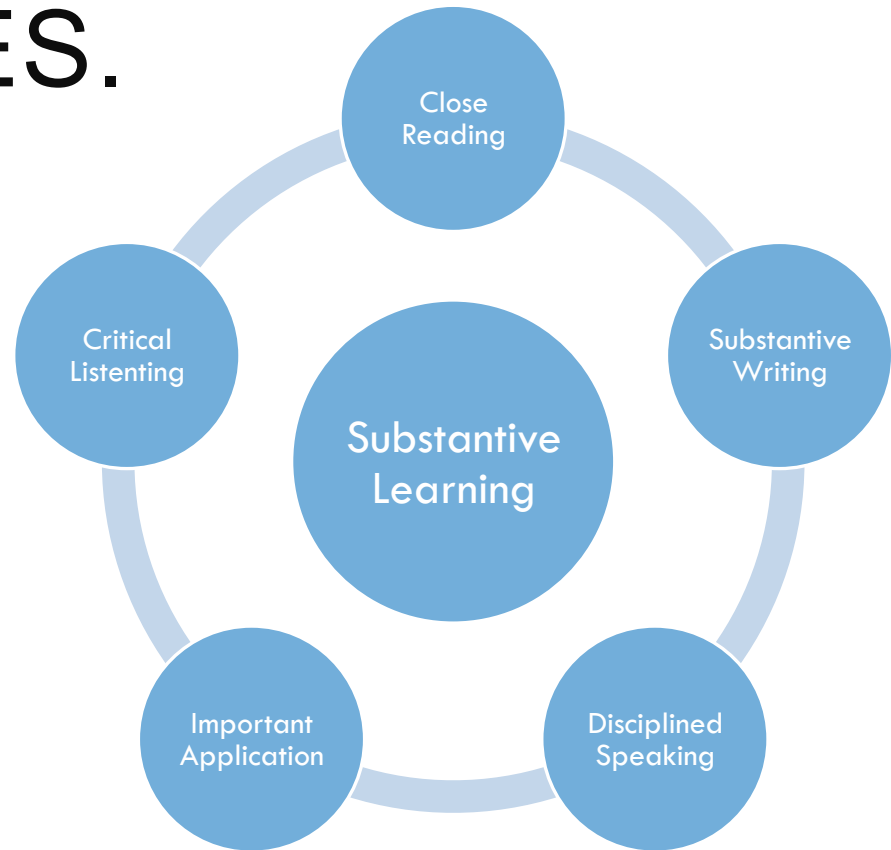 ES.
Close
Reading
Critical
Listenting
Substantive
Writing
Substantive
Learning
Important
Application
Disciplined
Speaking